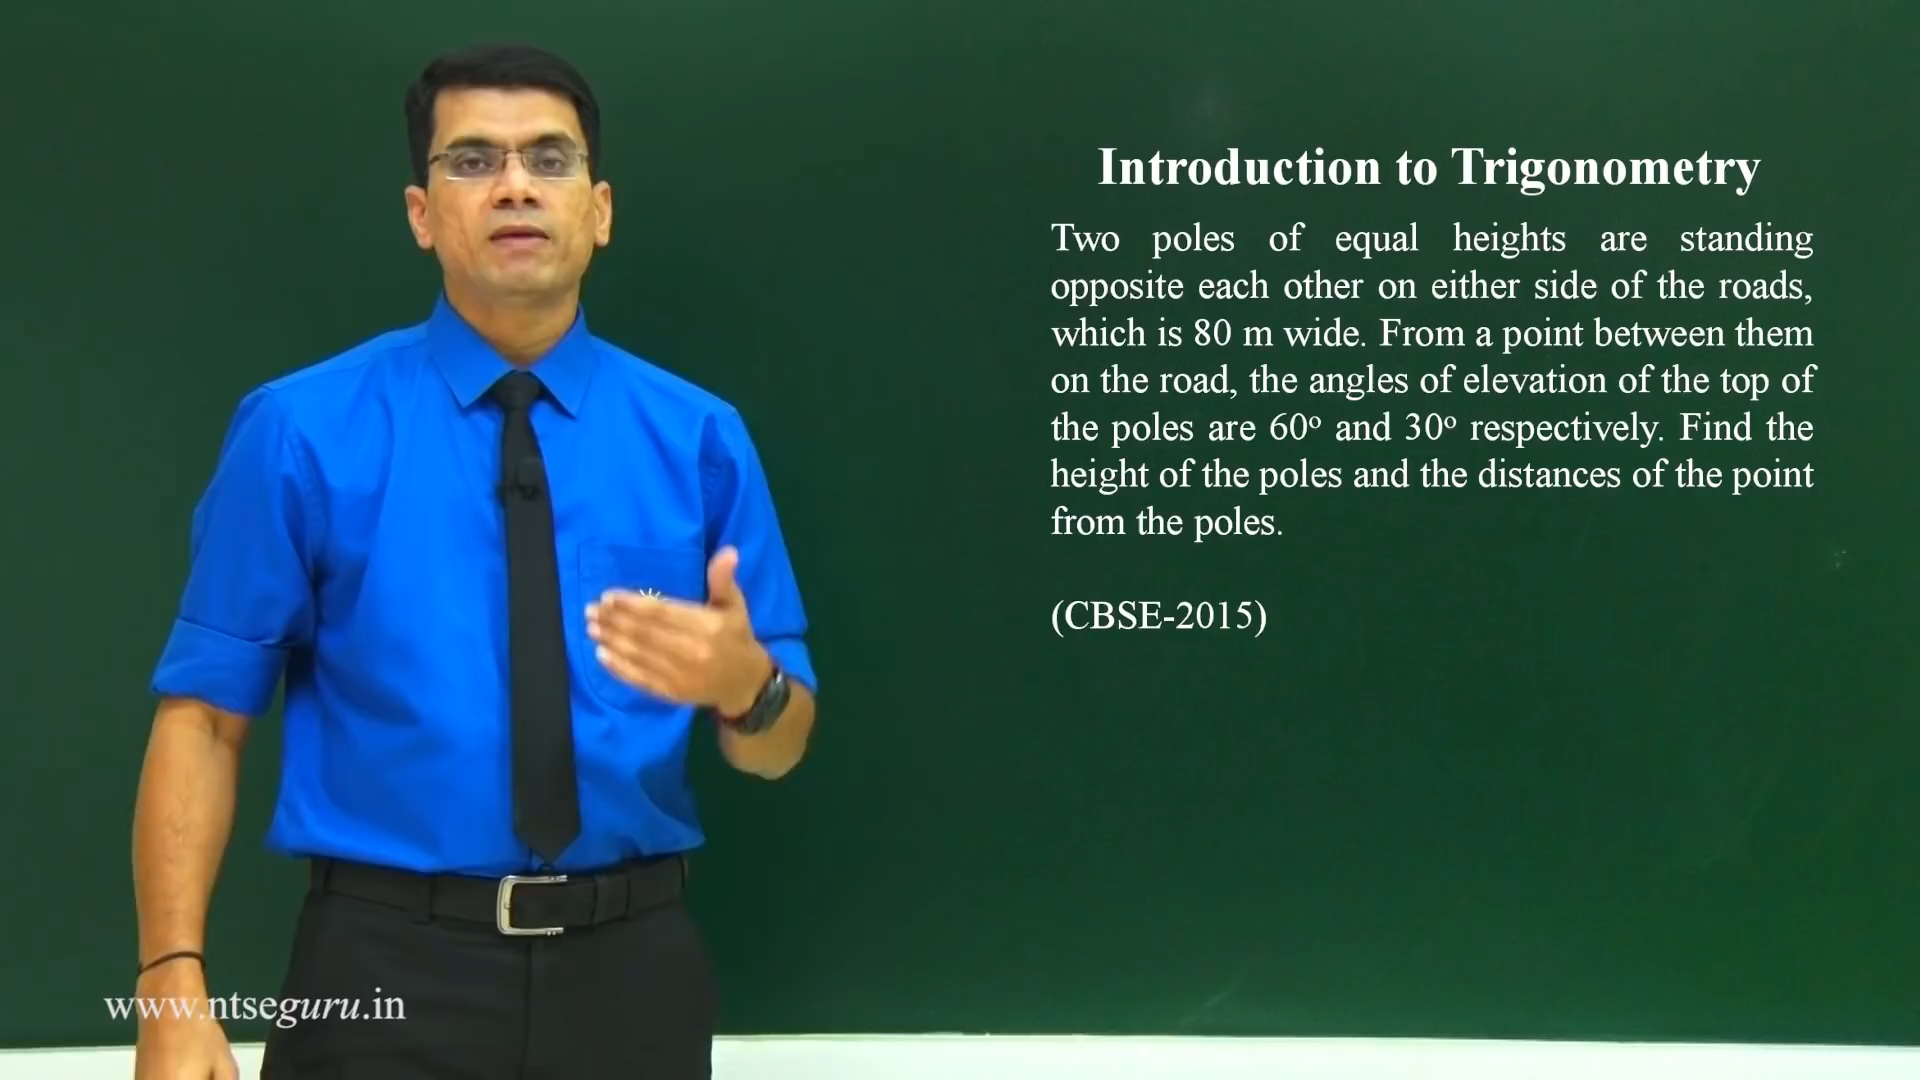 Introduction to Trigonometry
Two poles of equal heights are standing
opposite each other on either side of the roads,
which is 80 m wide. From a point between them
on the road, the angles of elevation of the top of
the poles are 60º and 30º respectively. Find the
height of the poles and the distances of the point
from the poles.
(CBSE-2015)
www.ntseguru.in